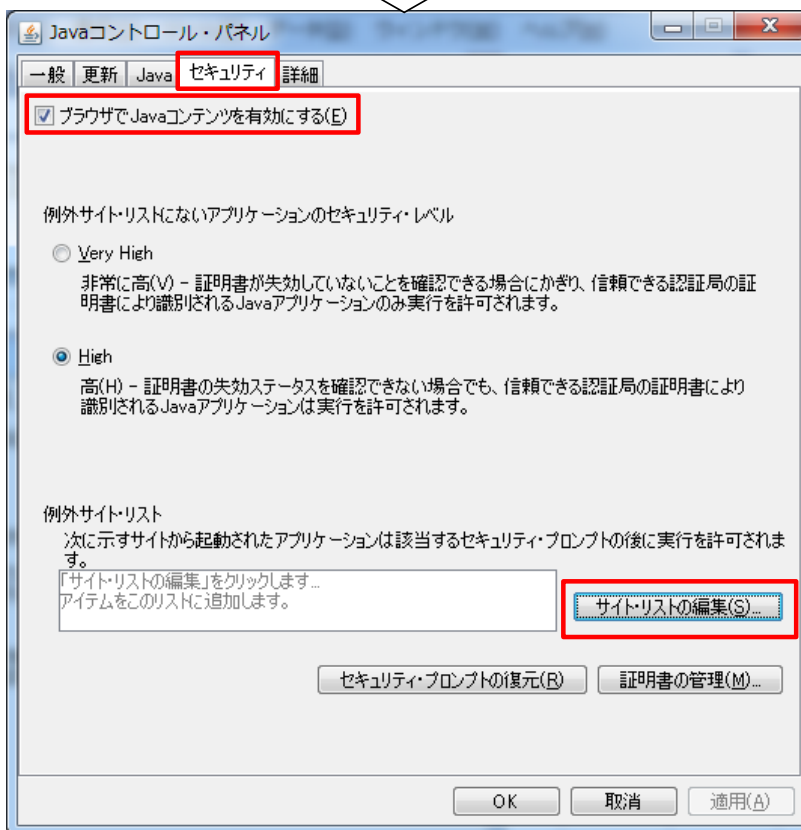 Javaコントロール・パネル
一般 更新 Java セキュリティ 詳細
ブラウザでJavaコンテンツを有効にする(E)
例外サイト・リストにないアプリケーションのセキュリティ・レベル
Very High
非常に高(V) - 証明書が失効していないことを確認できる場合にかぎり、信頼できる認証局の証
明書により識別されるJavaアプリケーションのみ実行を許可されます。
High
高(H) - 証明書の失効ステータスを確認できない場合でも、信頼できる認証局の証明書により
識別されるJavaアプリケーションは実行を許可されます。
例外サイト・リスト
次に示すサイトから起動されたアプリケーションは該当するセキュリティ・プロンプトの後に実行を許可されま
す。
「サイト・リストの編集」をクリックします...
アイテムをこのリストに追加します。
サイト・リストの編集(S)...
セキュリティ・プロンプトの復元(R) 証明書の管理(M)...
OK 取消 適用(A)